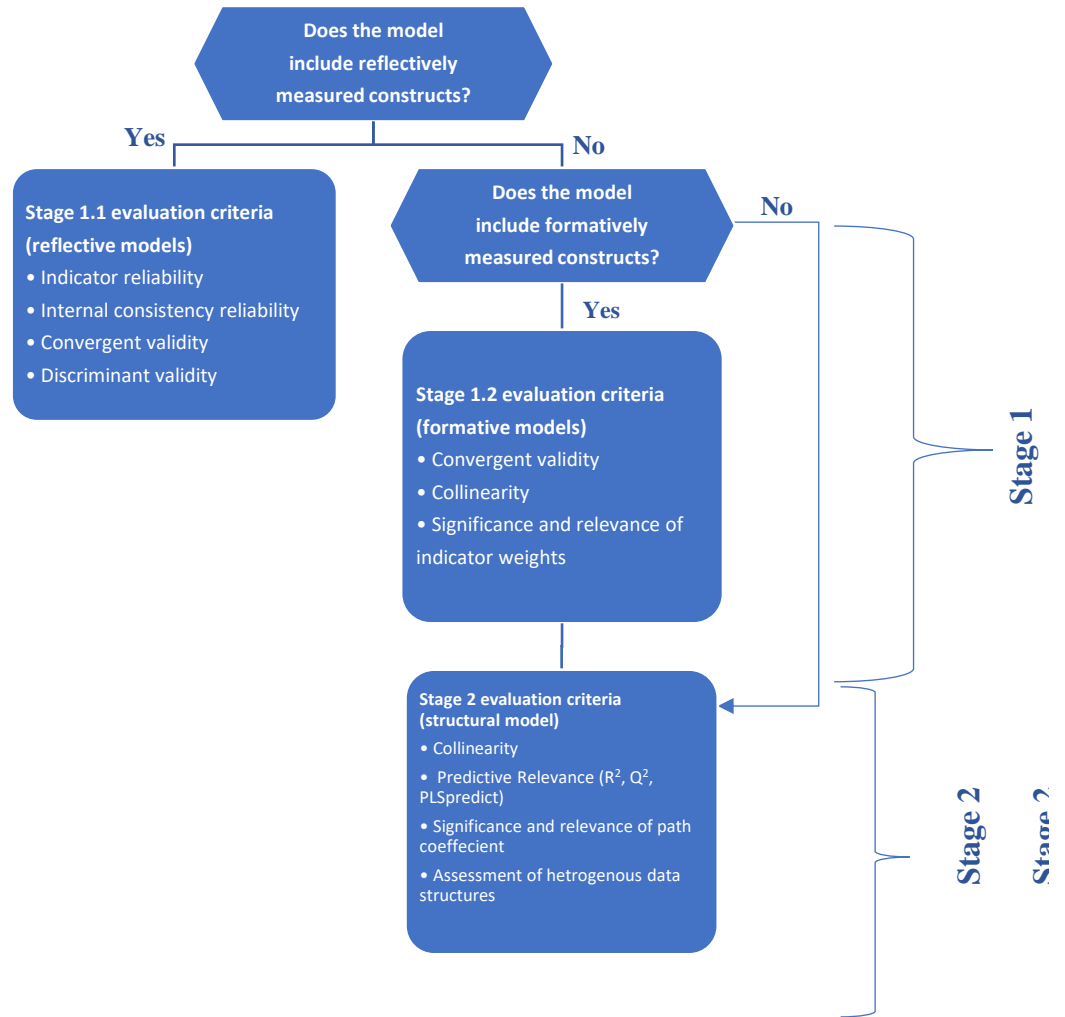 Does the model
include reflectively
measured constructs?
Yes
No
Stage 1.1 evaluation criteria
(reflective models)
• Indicator reliability
• Internal consistency reliability
• Convergent validity
• Discriminant validity
Does the model
include formatively
measured constructs?
No
Yes
Stage 1.2 evaluation criteria
(formative models)
• Convergent validity
• Collinearity
• Significance and relevance of
indicator weights
Stage 1
Stage 2 evaluation criteria
(structural model)
• Collinearity
• Predictive Relevance (R², Q²,
PLSpredict)
• Significance and relevance of path
coeffecient
• Assessment of hetrogenous data
structures
Stage 2
Stage 2